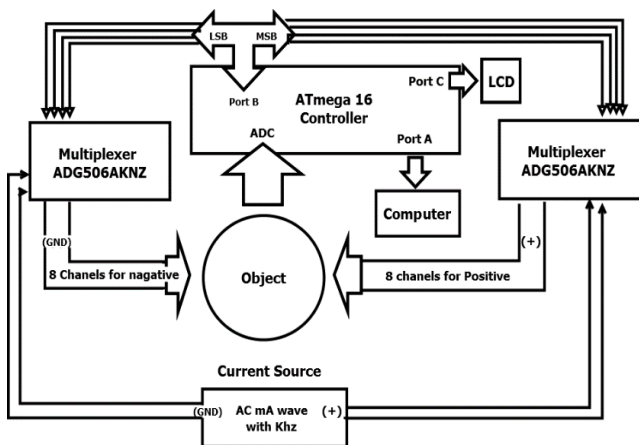 LSB MSB
Port C
LCD
Port B
ATmega 16
Controller
ADC
Port A
Multiplexer
ADG506AKNZ
Multiplexer
ADG506AKNZ
Computer
(GND)
(+)
8 Chanels for nagative
Object
8 chanels for Positive
Current Source
(GND)
AC mA wave
with Khz
(+)